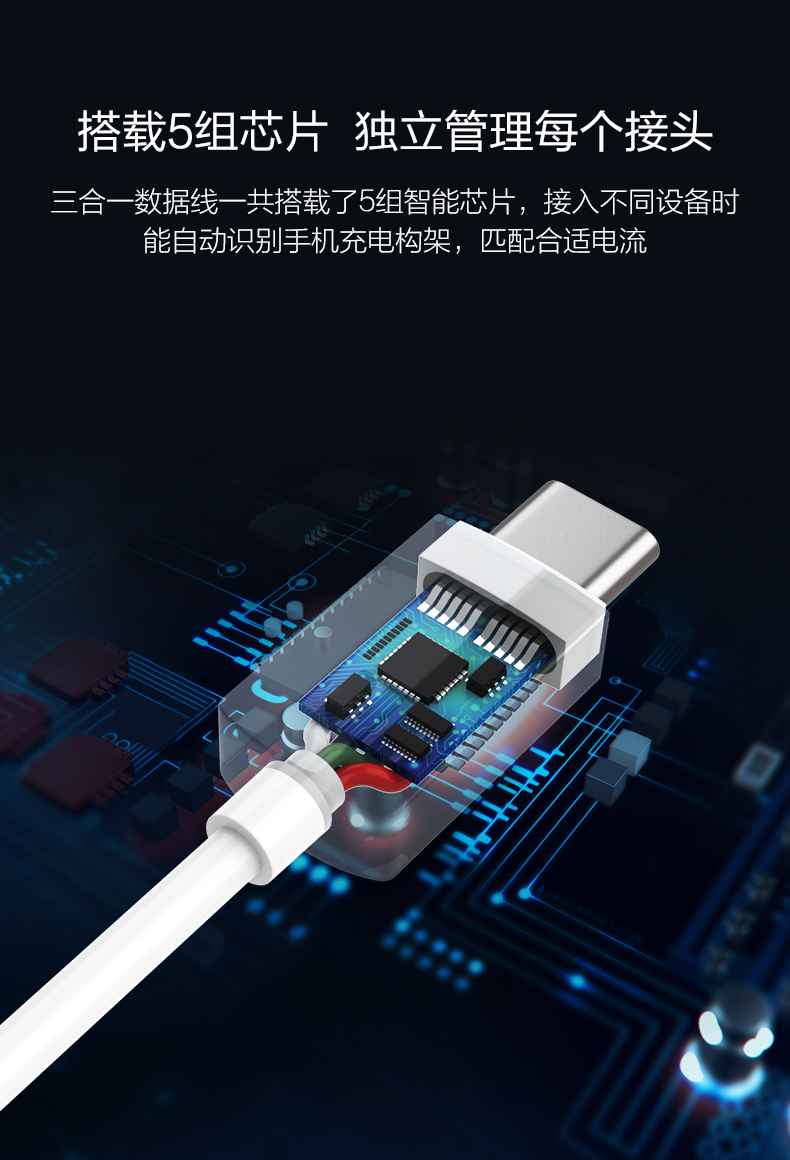 搭载5组芯片 独立管理每个接头
三合一数据线一共搭载了5组智能芯片，接入不同设备时
能自动识别手机充电构架，匹配合适电流